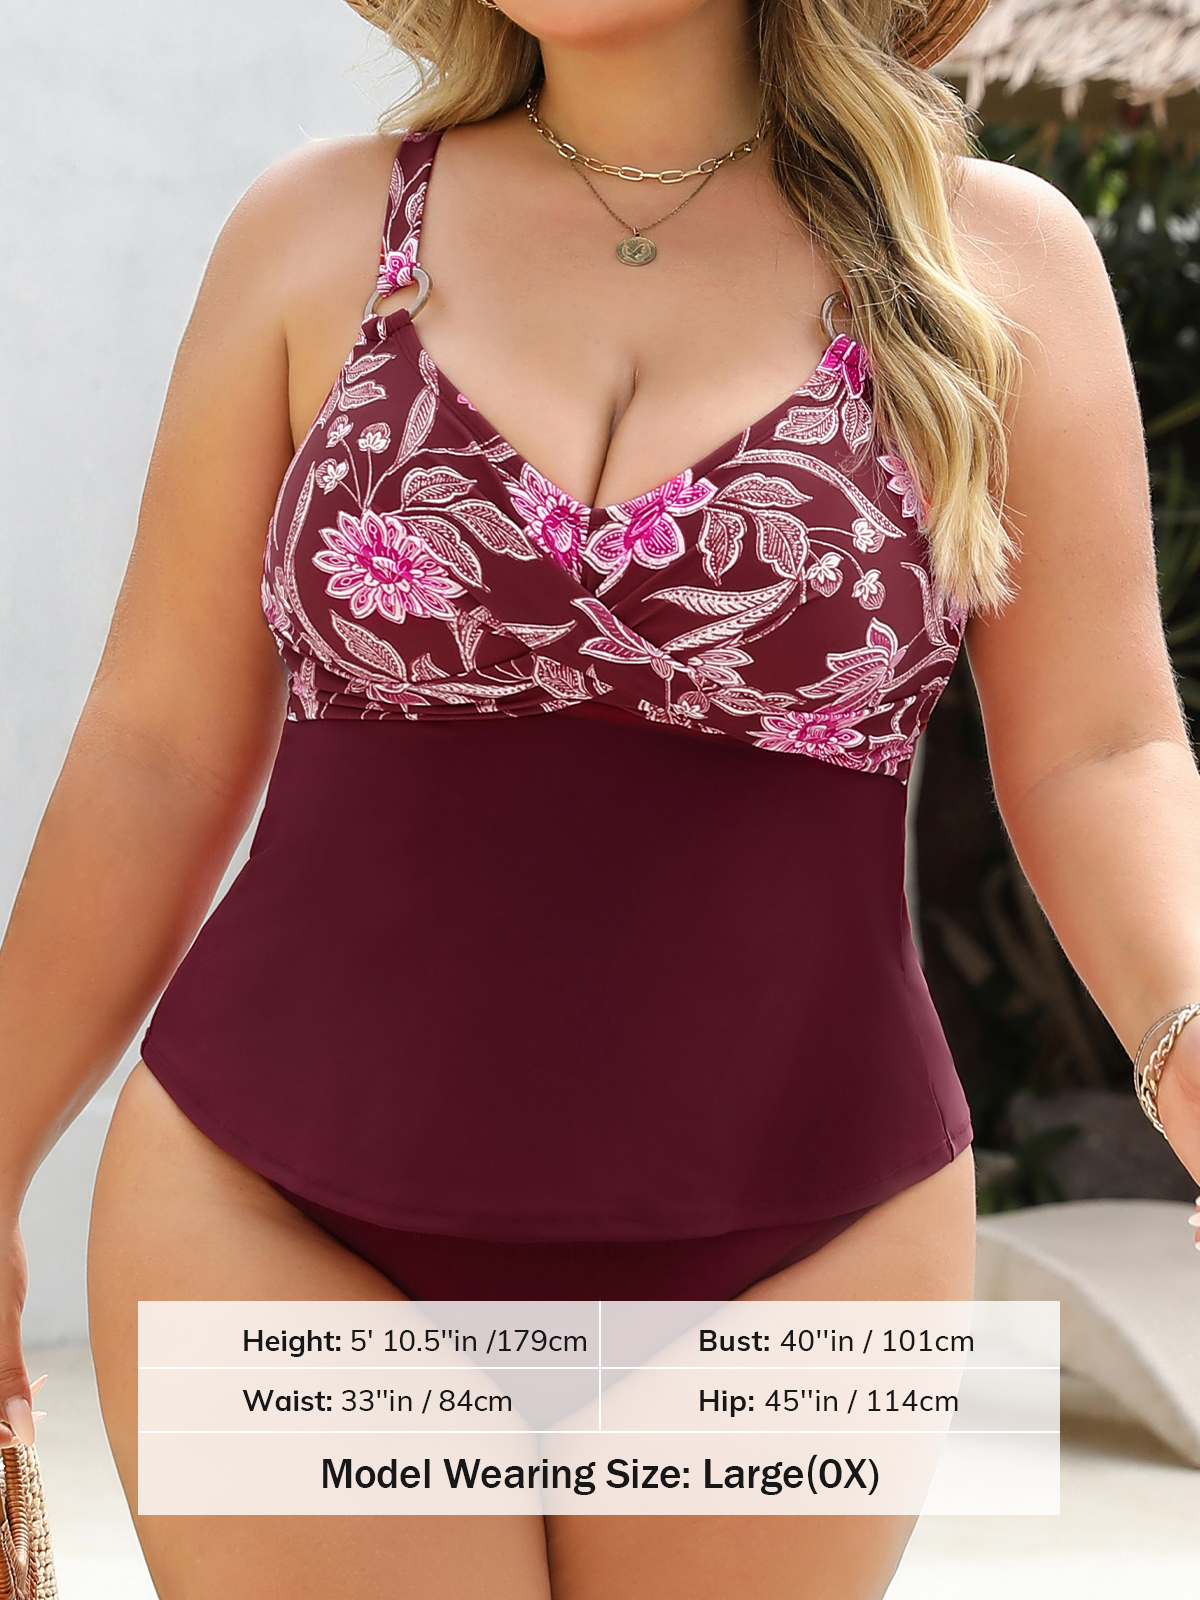 Height: 5' 10.5''in /179cm
Bust: 40''in / 101cm
Waist: 33''in / 84cm
Hip: 45''in / 114cm
Model Wearing Size: Large(0X)